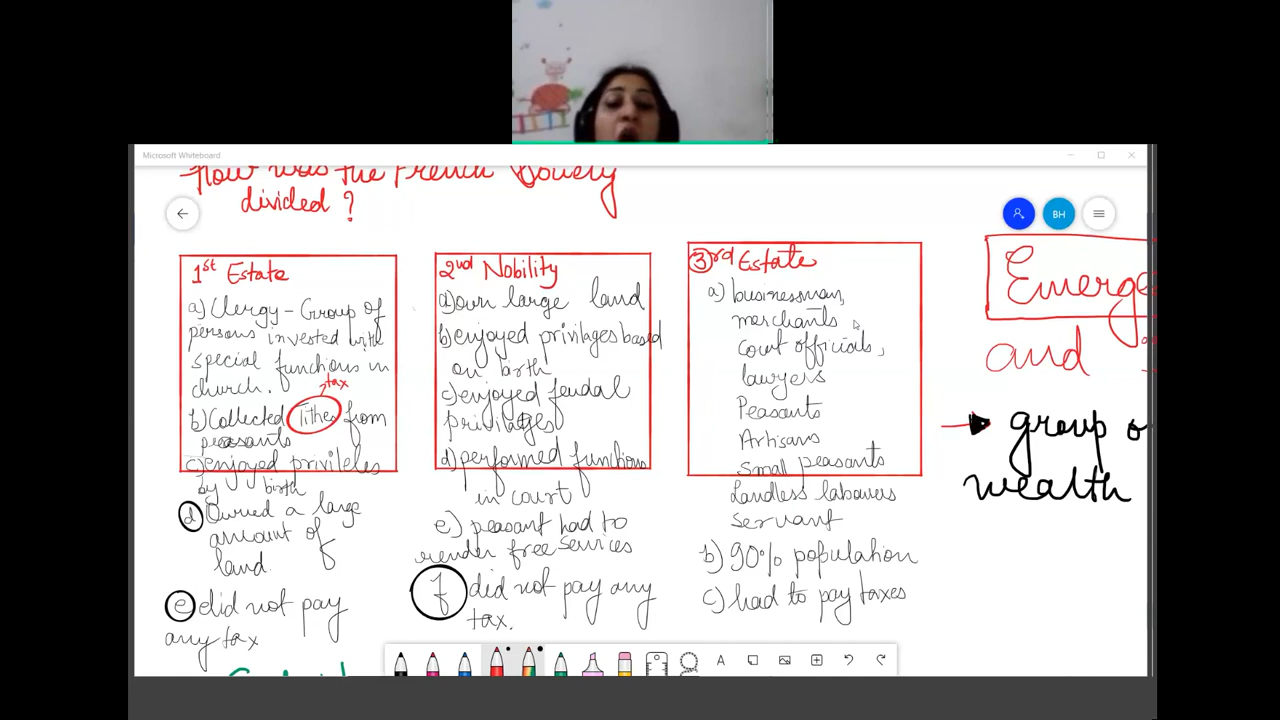 Microsoft Whiteboard
How was the French Society
divided ?
BH
1st Estate
a) Clergy - Group of
persons invested with
special functions in
church.
tax
b) Collected tithes from
peasants
c) enjoyed privileles
by birth
d) Owned a large
amount of
land.
e) did not pay
any tax
2nd Nobility
a) own large land
b) enjoyed privilages based
on birth
c) enjoyed feudal
privilages
d) performed functions
in court
e) peasant had to
render free services
f did not pay any
tax.
3rd Estate
a) businessman,
merchants
Court officials,
lawyers
Peasants
Artisans
Small peasants
Landless labourers
servant
b) 90% population
c) had to pay taxes
Emerge
and
group o
wealth
A